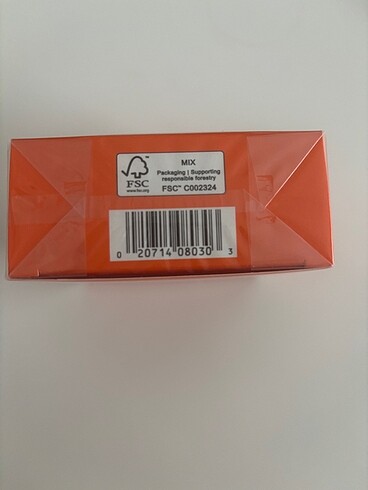 FSC
www.fsc.org
MIX
Packaging | Supporting
responsible forestry
FSC™ C002324
0 20714 08030 3